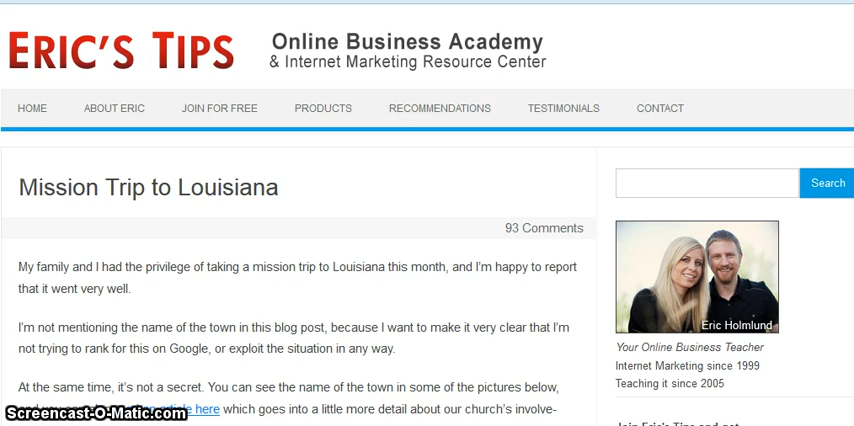 ERIC'S TIPS
Online Business Academy
& Internet Marketing Resource Center
HOME ABOUT ERIC JOIN FOR FREE PRODUCTS RECOMMENDATIONS TESTIMONIALS CONTACT
Mission Trip to Louisiana
93 Comments
My family and I had the privilege of taking a mission trip to Louisiana this month, and I'm happy to report
that it went very well.
I'm not mentioning the name of the town in this blog post, because I want to make it very clear that I'm
not trying to rank for this on Google, or exploit the situation in any way.
At the same time, it's not a secret. You can see the name of the town in some of the pictures below,
article here which goes into a little more detail about our church's involve-
Search
Eric Holmlund
Your Online Business Teacher
Internet Marketing since 1999
Teaching it since 2005
Join Eric's Tips and get
Screencast-O-Matic.com